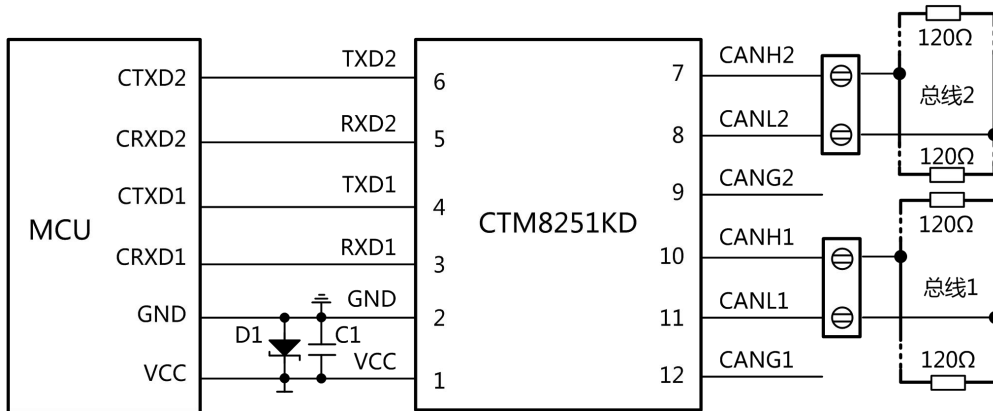 MCU
CTXD2
CRXD2
CTXD1
CRXD1
GND
VCC
TXD2
RXD2
TXD1
RXD1
GND
VCC
D1
C1
6
5
4
3
2
1
CTM8251KD
7
8
9
10
11
12
CANH2
CANL2
CANG2
CANH1
CANL1
CANG1
120Ω
总线2
120Ω
120Ω
总线1
120Ω